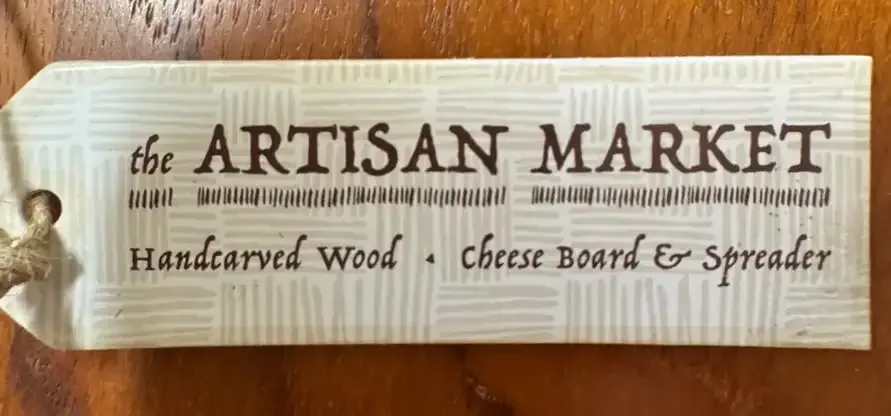 the ARTISAN MARKET
Handcarved Wood · Cheese Board & Spreader